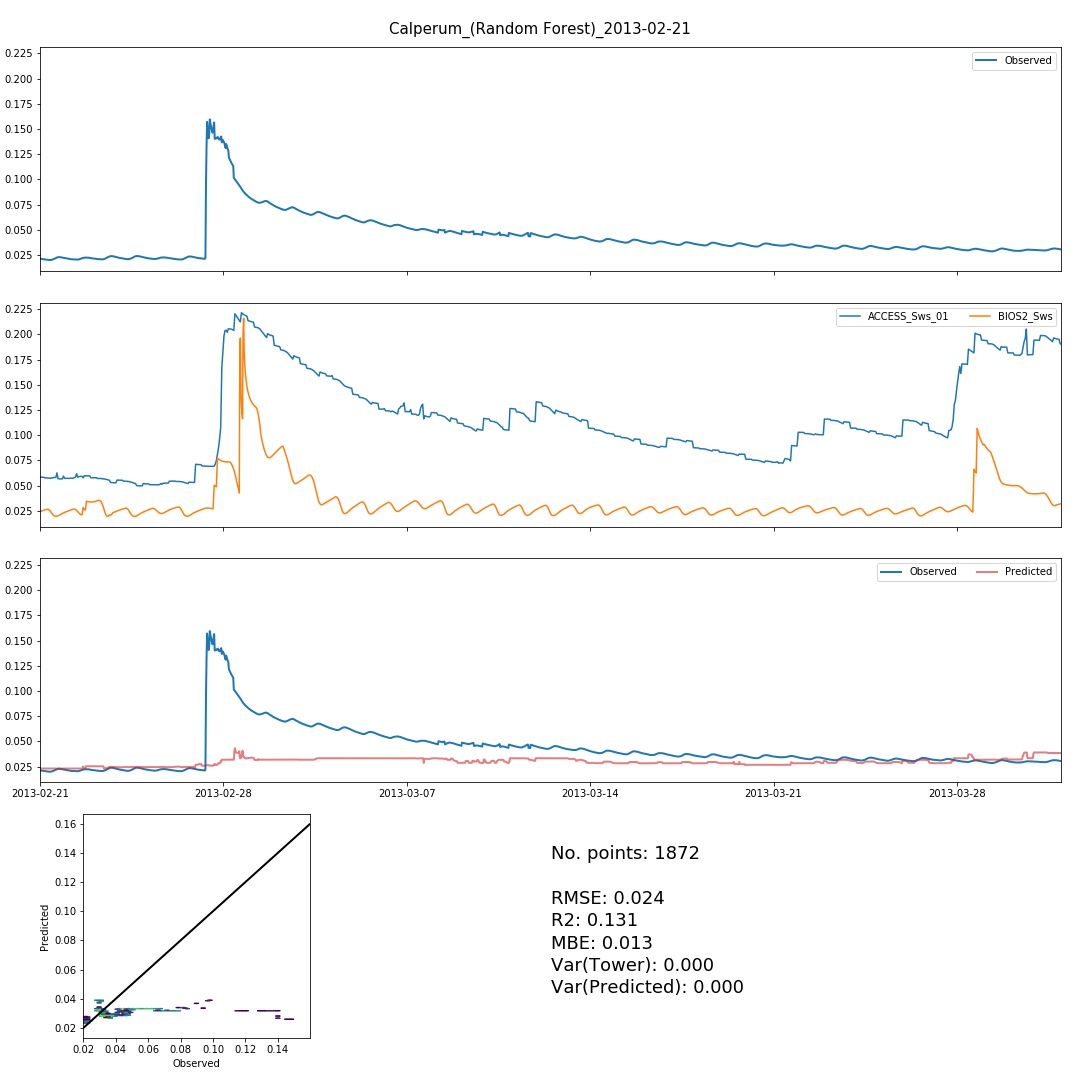 Calperum_(Random Forest)_2013-02-21
0.225
0.200
0.175
0.150
0.125
0.100
0.075
0.050
0.025
Observed
0.225
0.200
0.175
0.150
0.125
0.100
0.075
0.050
0.025
ACCESS_Sws_01 BIOS2_Sws
0.225
0.200
0.175
0.150
0.125
0.100
0.075
0.050
0.025
Observed Predicted
2013-02-21 2013-02-28 2013-03-07 2013-03-14 2013-03-21 2013-03-28
0.16
0.14
0.12
0.10
0.08
0.06
0.04
0.02
Predicted
0.02 0.04 0.06 0.08 0.10 0.12 0.14
Observed
No. points: 1872
RMSE: 0.024
R2: 0.131
MBE: 0.013
Var(Tower): 0.000
Var(Predicted): 0.000